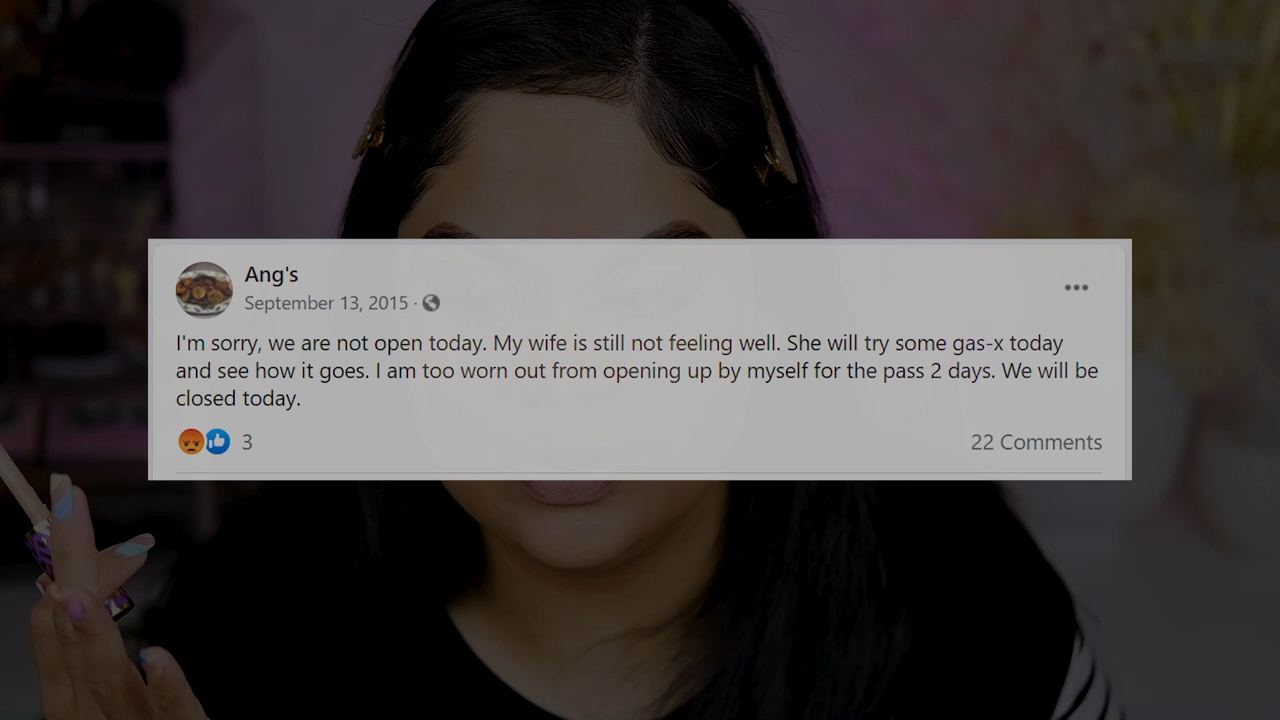 Ang's
September 13, 2015 ·
I'm sorry, we are not open today. My wife is still not feeling well. She will try some gas-x today
and see how it goes. I am too worn out from opening up by myself for the pass 2 days. We will be
closed today.
3
22 Comments